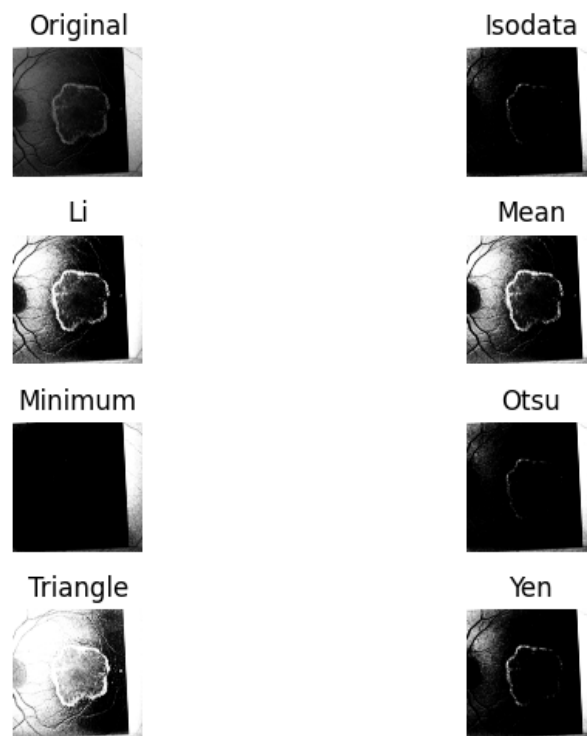 Original
Isodata
Li
Mean
Minimum
Otsu
Triangle
Yen